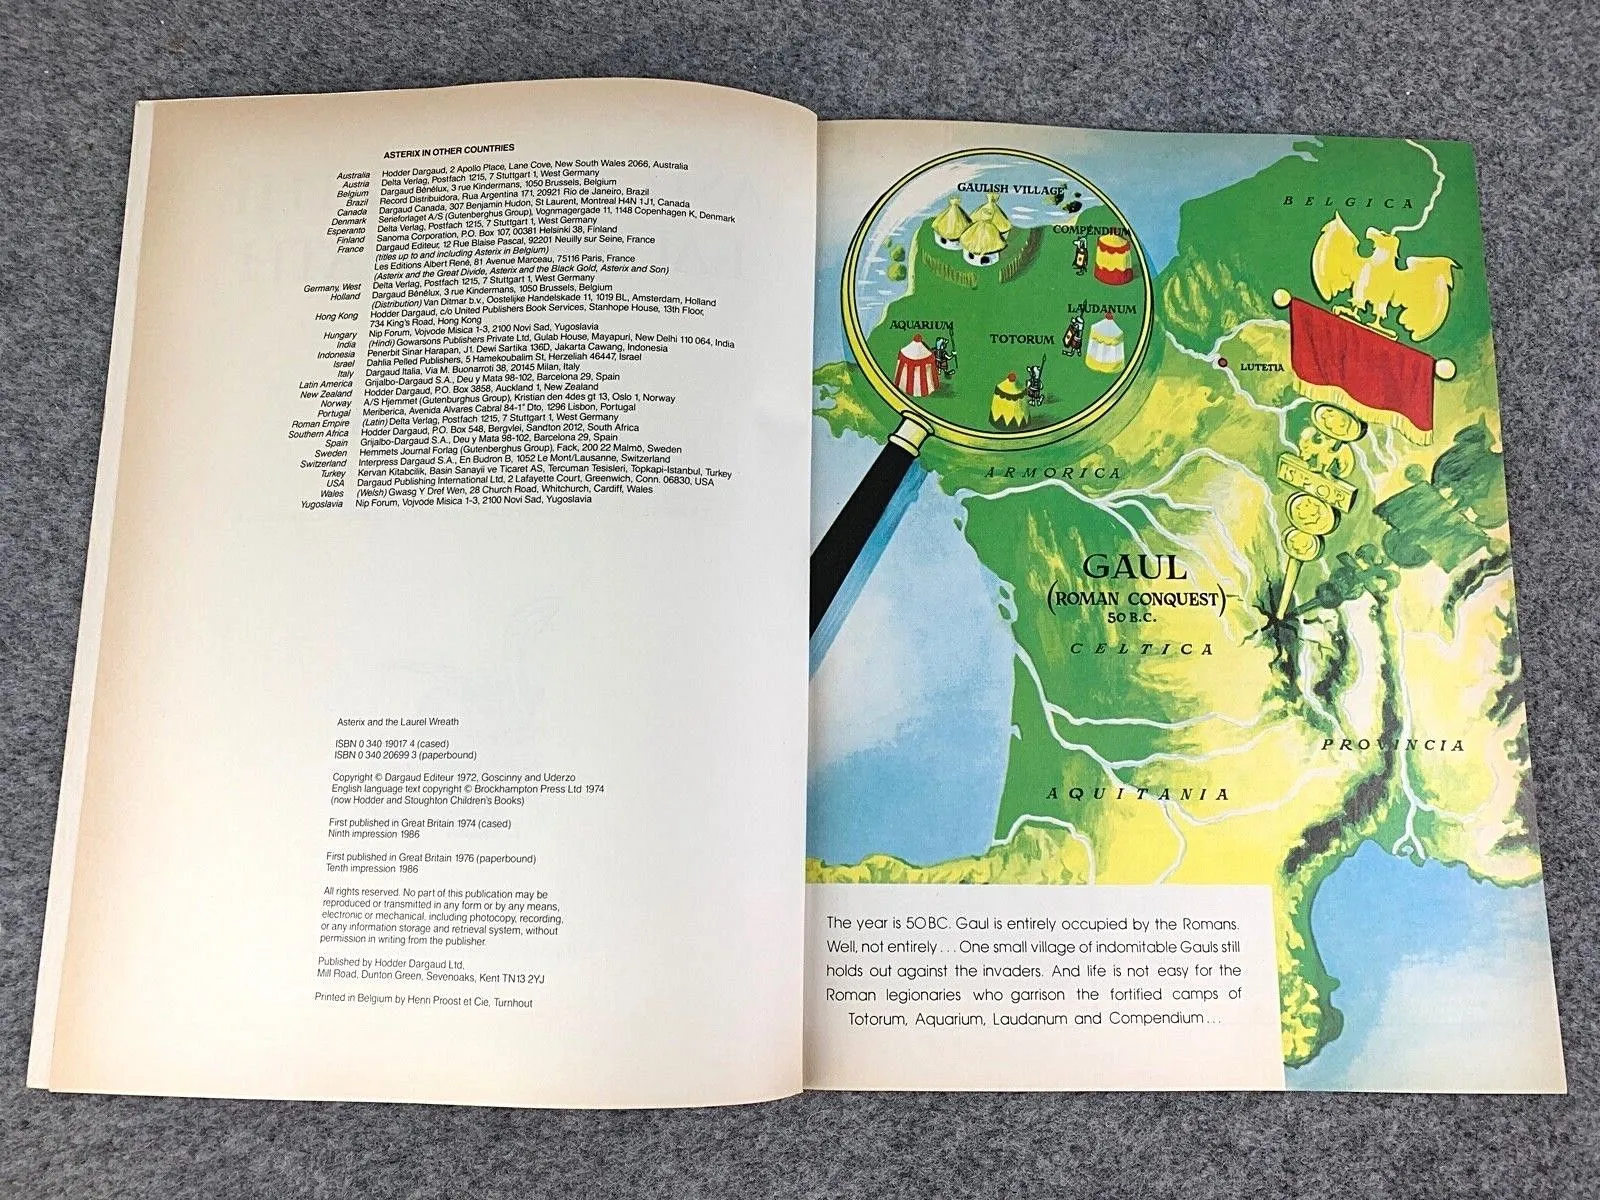 ASTERIX IN OTHER COUNTRIES
Australia Hodder Dargaud, 2 Apollo Place, Lane Cove, New South Wales 2066, Australia
Austria Delta Verlag, Postfach 1215, 7 Stuttgart 1, West Germany
Belgium Dargaud Bénélux, 3 rue Kindermans, 1050 Brussels, Belgium
Brazil Record Distribuidora, Rua Argentina 171, 20921 Rio de Janeiro, Brazil
Canada Dargaud Canada, 307 Benjamin Hudon, St Laurent, Montreal H4N 1J1, Canada
Denmark Serieforlaget A/S (Gutenberghus Group), Vognmagergade 11, 1148 Copenhagen K, Denmark
Esperanto Delta Verlag, Postfach 1215, 7 Stuttgart 1, West Germany
Finland Sanoma Corporation, P.O. Box 107, 00381 Helsinki 38, Finland
France Dargaud Editeur, 12 Rue Blaise Pascal, 92201 Neuilly sur Seine, France
(titles up to and including Asterix in Belgium)
Les Editions Albert René, 81 Avenue Marceau, 75116 Paris, France
(Asterix and the Great Divide, Asterix and the Black Gold, Asterix and Son)
Germany, West Delta Verlag, Postfach 1215, 7 Stuttgart 1, West Germany
Holland Dargaud Bénélux, 3 rue Kindermans, 1050 Brussels, Belgium
(Distribution) Van Ditmar b.v., Oostelijke Handelskade 11, 1019 BL, Amsterdam, Holland
Hong Kong Hodder Dargaud, c/o United Publishers Book Services, Stanhope House, 13th Floor,
734 King's Road, Hong Kong
Hungary Nip Forum, Vojvode Misica 1-3, 2100 Novi Sad, Yugoslavia
India (Hindi) Gowarsons Publishers Private Ltd, Gulab House, Mayapuri, New Delhi 110 064, India
Indonesia Penerbit Sinar Harapan, J1. Dewi Sartika 136D, Jakarta Cawang, Indonesia
Israel Dahlia Pelled Publishers, 5 Hamekoubalim St, Herzeliah 46447, Israel
Italy Dargaud Italia, Via M. Buonarroti 38, 20145 Milan, Italy
Latin America Grijalbo-Dargaud S.A., Deu y Mata 98-102, Barcelona 29, Spain
New Zealand Hodder Dargaud, P.O. Box 3858, Auckland 1, New Zealand
Norway A/S Hjemmet (Gutenburghus Group), Kristian den 4des gt 13, Oslo 1, Norway
Portugal Meriberica, Avenida Alvares Cabral 84-1° Dto, 1296 Lisbon, Portugal
Roman Empire (Latin) Delta Verlag, Postfach 1215, 7 Stuttgart 1, West Germany
Southern Africa Hodder Dargaud, P.O. Box 548, Bergvlei, Sandton 2012, South Africa
Spain Grijalbo-Dargaud S.A., Deu y Mata 98-102, Barcelona 29, Spain
Sweden Hemmets Journal Forlag (Gutenberghus Group), Fack, 200 22 Malmö, Sweden
Switzerland Interpress Dargaud S.A., En Budron B, 1052 Le Mont/Lausanne, Switzerland
Turkey Kervan Kitabcilik, Basin Sanayii ve Ticaret AS, Tercuman Tesisleri, Topkapi-Istanbul, Turkey
USA Dargaud Publishing International Ltd, 2 Lafayette Court, Greenwich, Conn. 06830, USA
Wales (Welsh) Gwasg Y Dref Wen, 28 Church Road, Whitchurch, Cardiff, Wales
Yugoslavia Nip Forum, Vojvode Misica 1-3, 2100 Novi Sad, Yugoslavia
Asterix and the Laurel Wreath
ISBN 0 340 19017 4 (cased)
ISBN 0 340 20699 3 (paperbound)
Copyright © Dargaud Editeur 1972, Goscinny and Uderzo
English language text copyright © Brockhampton Press Ltd 1974
(now Hodder and Stoughton Children's Books)
First published in Great Britain 1974 (cased)
Ninth impression 1986
First published in Great Britain 1976 (paperbound)
Tenth impression 1986
All rights reserved. No part of this publication may be
reproduced or transmitted in any form or by any means,
electronic or mechanical, including photocopy, recording,
or any information storage and retrieval system, without
permission in writing from the publisher.
Published by Hodder Dargaud Ltd,
Mill Road, Dunton Green, Sevenoaks, Kent TN13 2YJ
Printed in Belgium by Henri Proost et Cie, Turnhout
GAULISH VILLAGE
COMPENDIUM
LAUDANUM
AQUARIUM
TOTORUM
BELGICA
LUTETIA
ARMORICA
SPQR
GAUL
(ROMAN CONQUEST)
50 B.C.
CELTICA
PROVINCIA
AQUITANIA
The year is 50BC. Gaul is entirely occupied by the Romans.
Well, not entirely... One small village of indomitable Gauls still
holds out against the invaders. And life is not easy for the
Roman legionaries who garrison the fortified camps of
Totorum, Aquarium, Laudanum and Compendium...